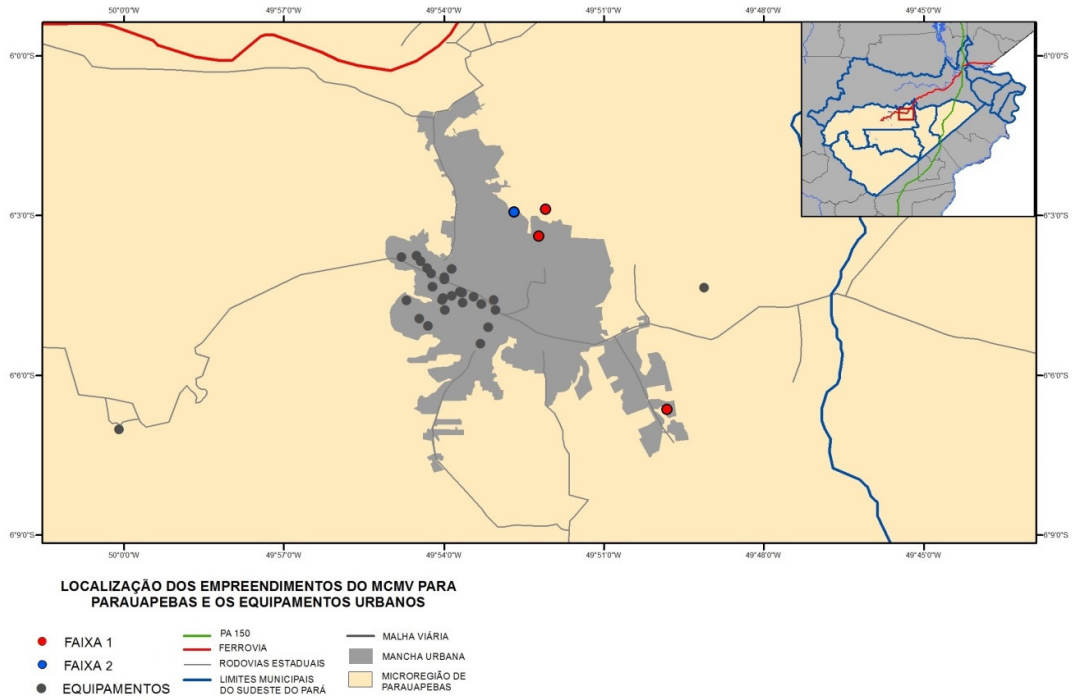 50°0'0"W 49°57'0"W 49°54'0"W 49°51'0"W 49°48'0"W 49°45'0"W
6°0'0"S 6°0'0"S
6°3'0"S 6°3'0"S
6°6'0"S 6°6'0"S
6°9'0"S 6°9'0"S
50°0'0"W 49°57'0"W 49°54'0"W 49°51'0"W 49°48'0"W 49°45'0"W
LOCALIZAÇÃO DOS EMPREENDIMENTOS DO MCMV PARA
PARAUAPEBAS E OS EQUIPAMENTOS URBANOS
FAIXA 1
FAIXA 2
EQUIPAMENTOS
PA 150
FERROVIA
RODOVIAS ESTADUAIS
LIMITES MUNICIPAIS
DO SUDESTE DO PARÁ
MALHA VIÁRIA
MANCHA URBANA
MICROREGIÃO DE
PARAUAPEBAS